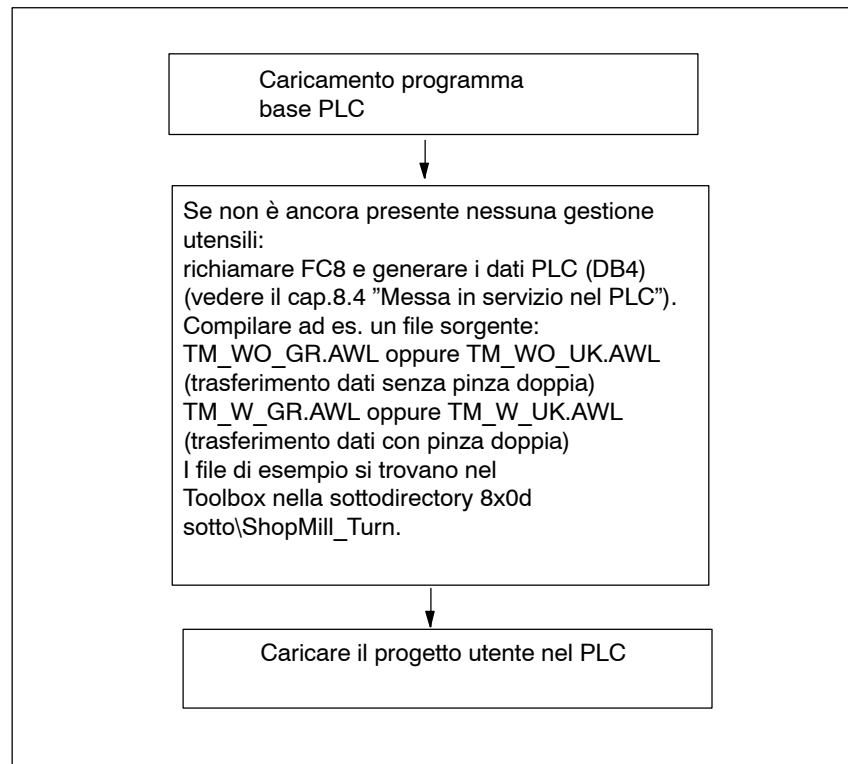 Caricamento programma
base PLC
Se non è ancora presente nessuna gestione
utensili:
richiamare FC8 e generare i dati PLC (DB4)
(vedere il cap.8.4 ”Messa in servizio nel PLC”).
Compilare ad es. un file sorgente:
TM_WO_GR.AWL oppure TM_WO_UK.AWL
(trasferimento dati senza pinza doppia)
TM_W_GR.AWL oppure TM_W_UK.AWL
(trasferimento dati con pinza doppia)
I file di esempio si trovano nel
Toolbox nella sottodirectory 8x0d
sotto\ShopMill_Turn.
Caricare il progetto utente nel PLC